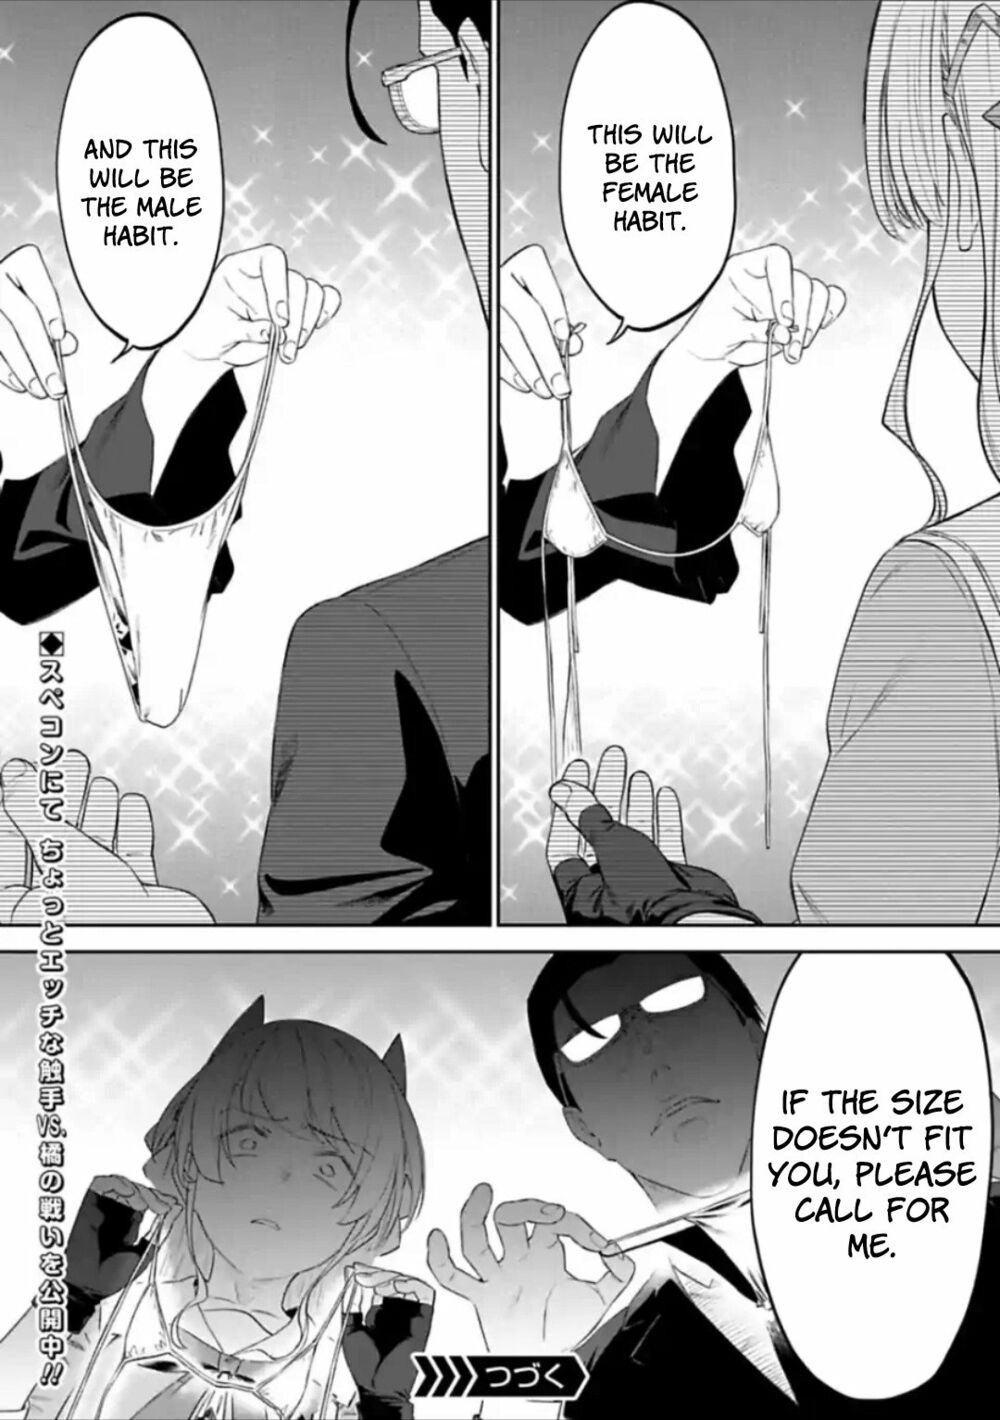 THIS WILL
BE THE
FEMALE
HABIT.
AND THIS
WILL BE
THE MALE
HABIT.
IF THE SIZE
DOESN'T FIT
YOU, PLEASE
CALL FOR
ME.
◆スペコンにて ちょっとエッチな触手VS.橘の戦いを公開中!!
つづく